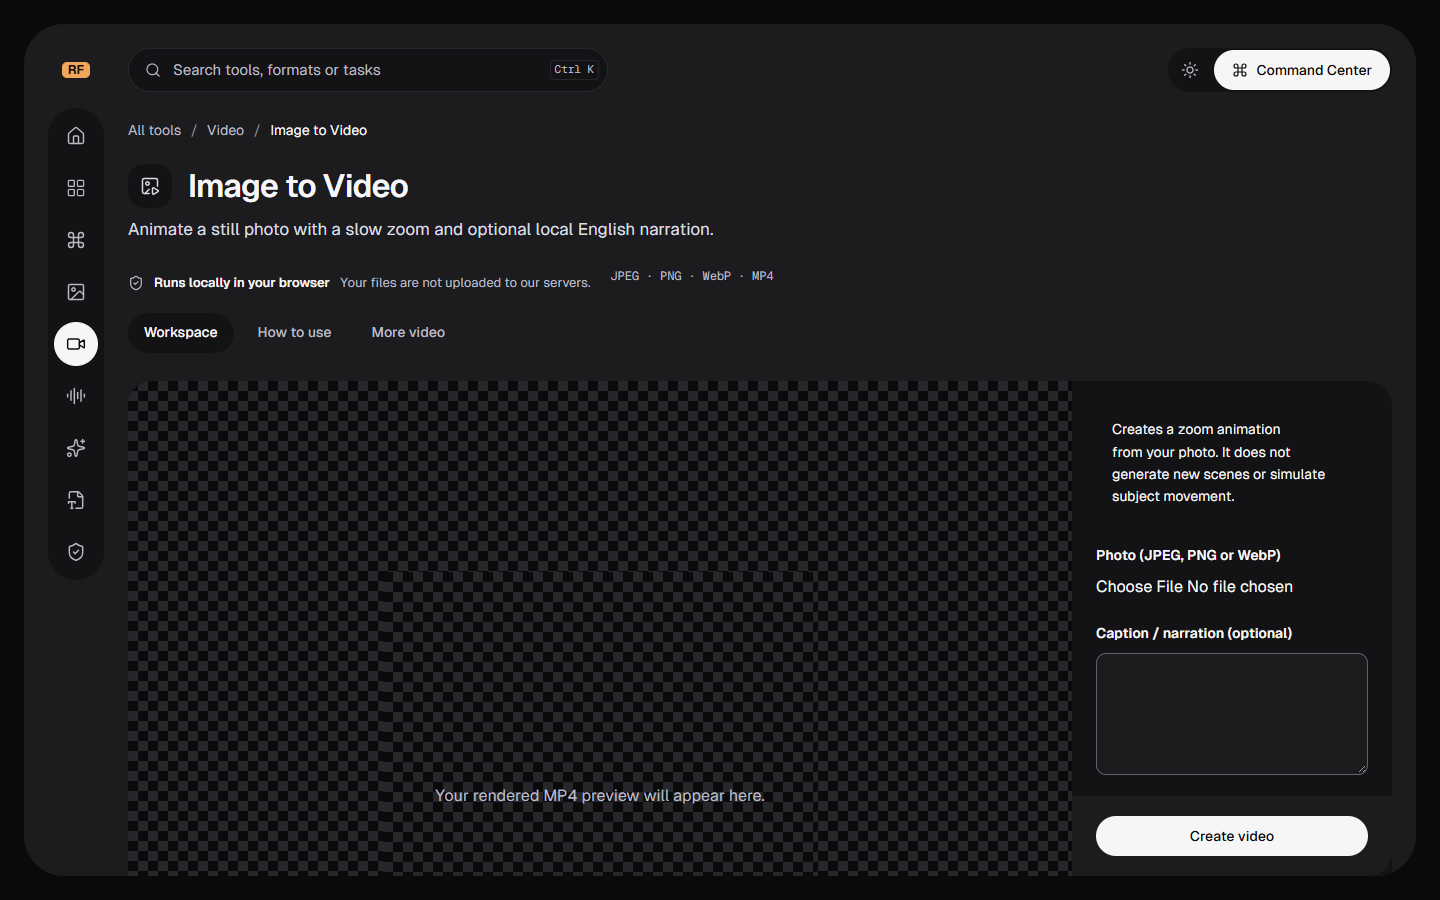 RF
Search tools, formats or tasks
Ctrl K
Command Center
All tools / Video / Image to Video
Image to Video
Animate a still photo with a slow zoom and optional local English narration.
Runs locally in your browser Your files are not uploaded to our servers. JPEG · PNG · WebP · MP4
Workspace
How to use
More video
Your rendered MP4 preview will appear here.
Creates a zoom animation
from your photo. It does not
generate new scenes or simulate
subject movement.
Photo (JPEG, PNG or WebP)
Choose File No file chosen
Caption / narration (optional)
Create video